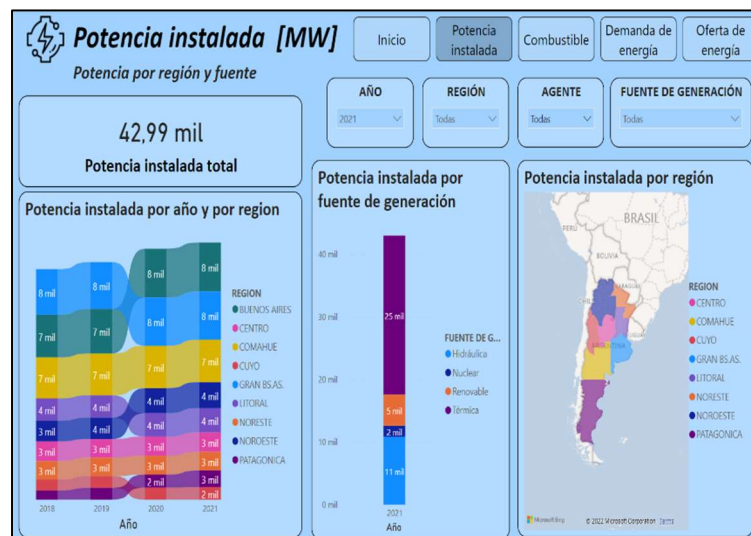 Potencia instalada [MW]
Potencia por región y fuente
Inicio
Potencia
instalada
Combustible
Demanda de
energía
Oferta de
energía
AÑO
2021
REGIÓN
Todas
AGENTE
Todas
FUENTE DE GENERACIÓN
Todas
42,99 mil
Potencia instalada total
Potencia instalada por año y por region
8 mil
7 mil
7 mil
4 mil
3 mil
3 mil
3 mil
8 mil
7 mil
7 mil
4 mil
4 mil
3 mil
3 mil
8 mil
8 mil
7 mil
4 mil
4 mil
3 mil
3 mil
2 mil
8 mil
8 mil
7 mil
4 mil
4 mil
3 mil
3 mil
3 mil
2 mil
2018
2019
2020
2021
Año
REGION
BUENOS AIRES
CENTRO
COMAHUE
CUYO
GRAN BS.AS.
LITORAL
NORESTE
NOROESTE
PATAGONICA
Potencia instalada por
fuente de generación
40 mil
30 mil
20 mil
10 mil
0 mil
25 mil
5 mil
2 mil
11 mil
2021
Año
FUENTE DE G...
Hidráulica
Nuclear
Renovable
Térmica
Potencia instalada por región
BRASIL
PERÚ
BOLIVIA
PARAGUAY
CHIL
URUGUAY
ARGENTINA
Microsoft Bing
© 2022 Microsoft Corporation Terms
REGION
CENTRO
COMAHUE
CUYO
GRAN BS.AS.
LITORAL
NORESTE
NOROESTE
PATAGONICA